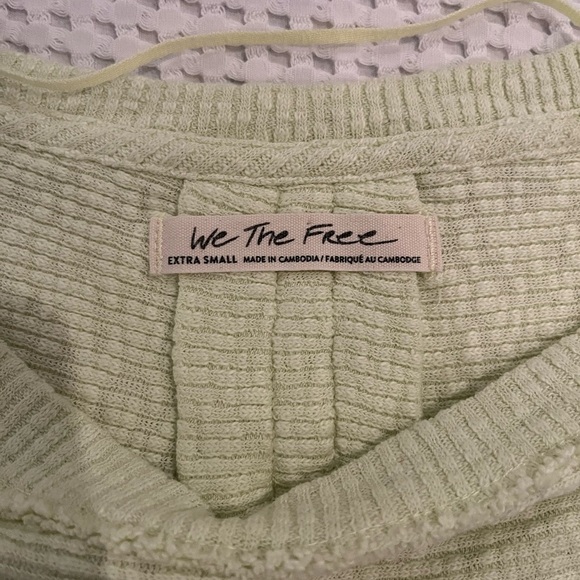 We The Free
EXTRA SMALL MADE IN CAMBODIA / FABRIQUÉ AU CAMBODGE